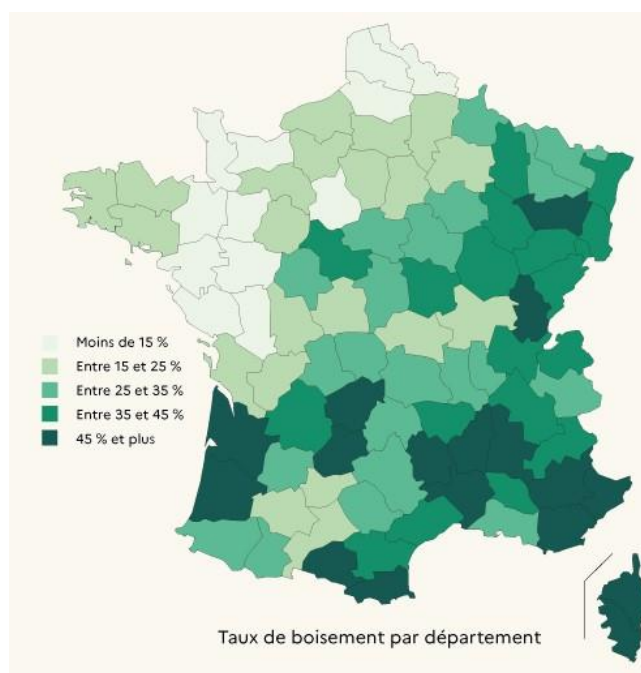 Moins de 15 %
Entre 15 et 25 %
Entre 25 et 35 %
Entre 35 et 45 %
45 % et plus
Taux de boisement par département